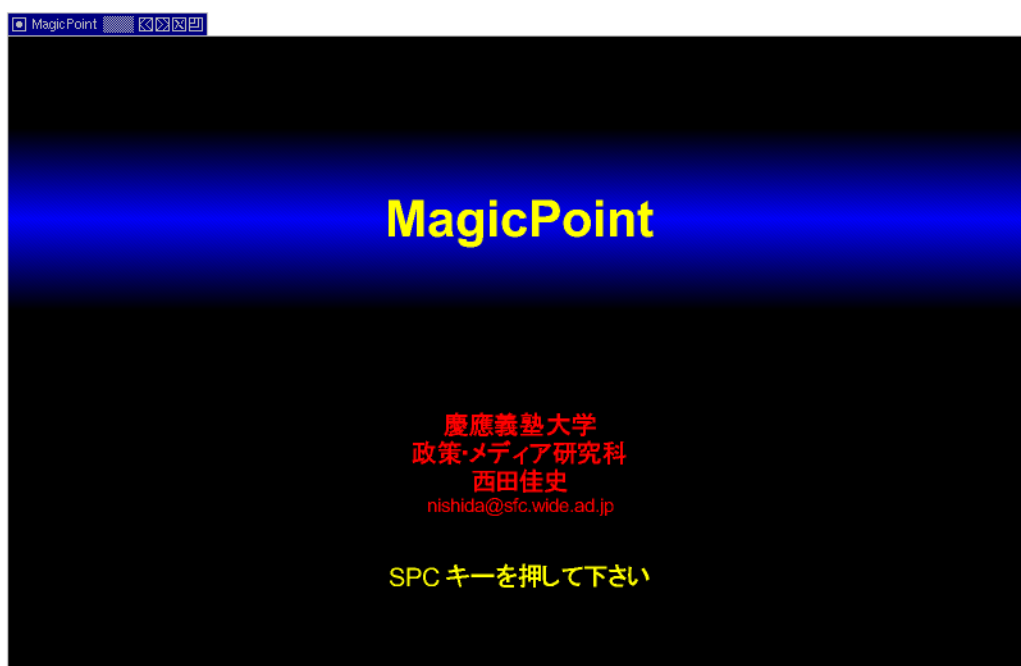 MagicPoint
MagicPoint
慶應義塾大学
政策・メディア研究科
西田佳史
nishida@sfc.wide.ad.jp
SPC キーを押して下さい